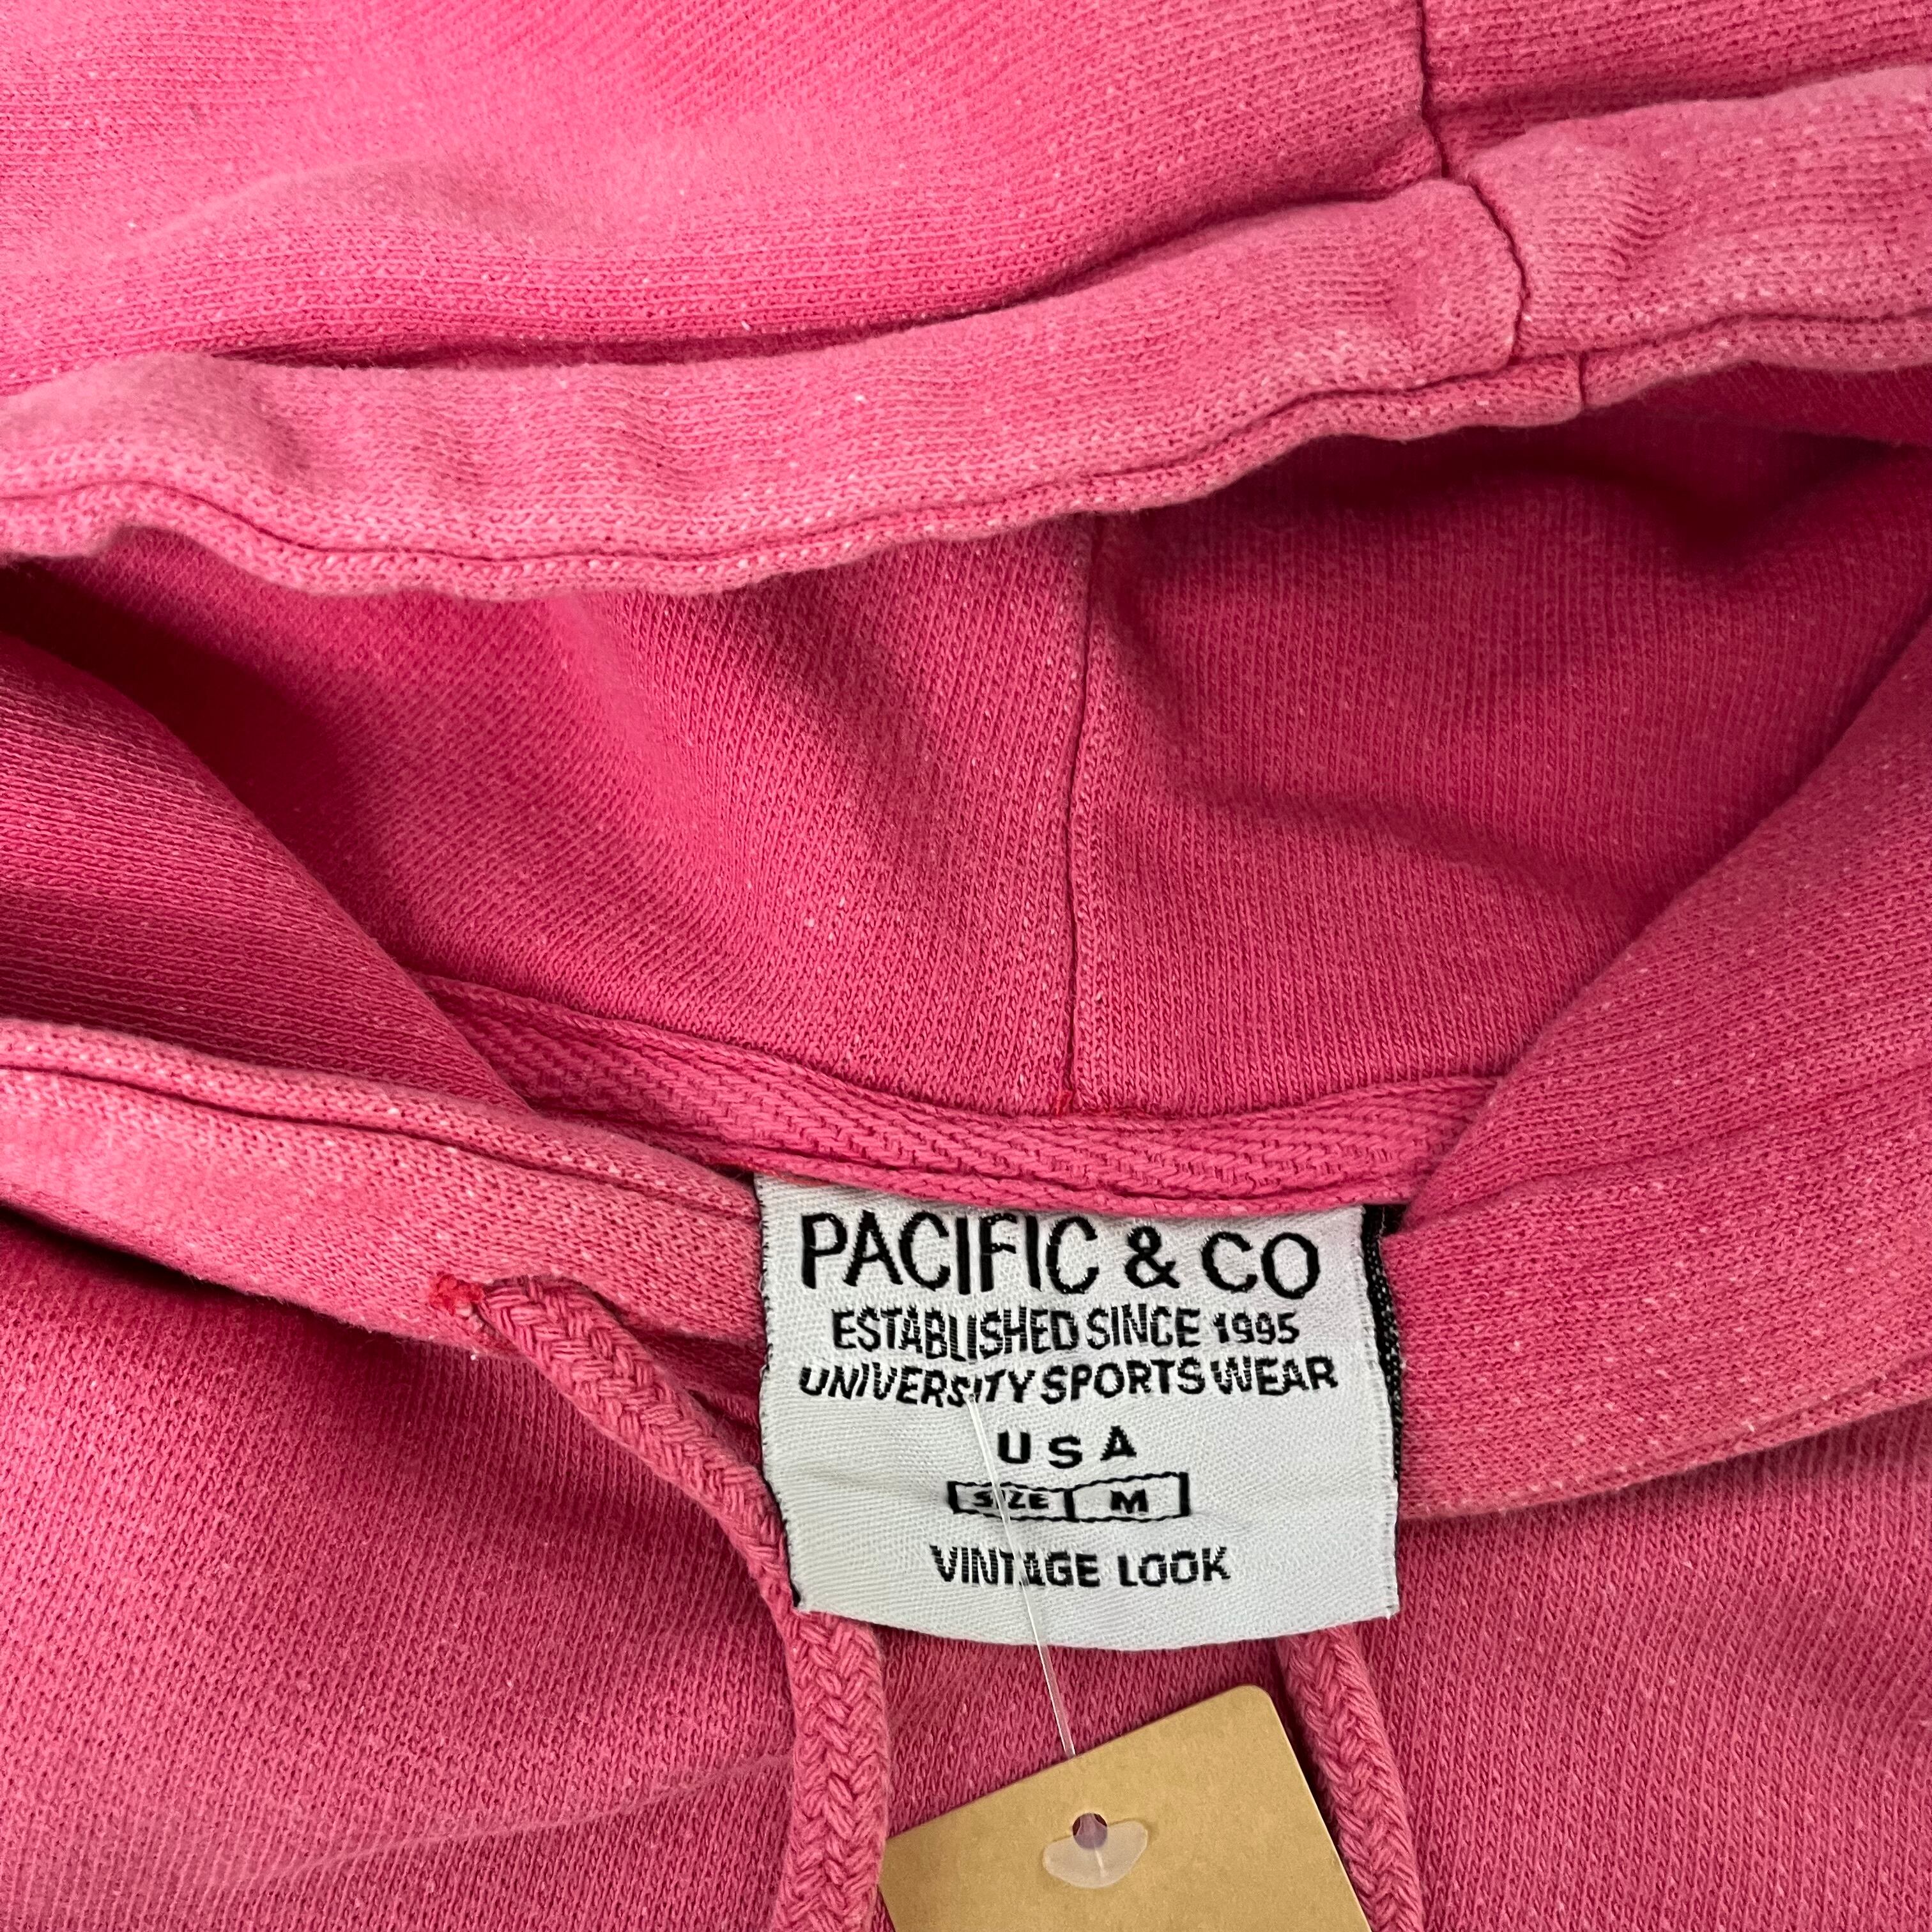 PACIFIC & CO
ESTABLISHED SINCE 1995
UNIVERSITY SPORTS WEAR
USA
SIZE M
VINTAGE LOOK